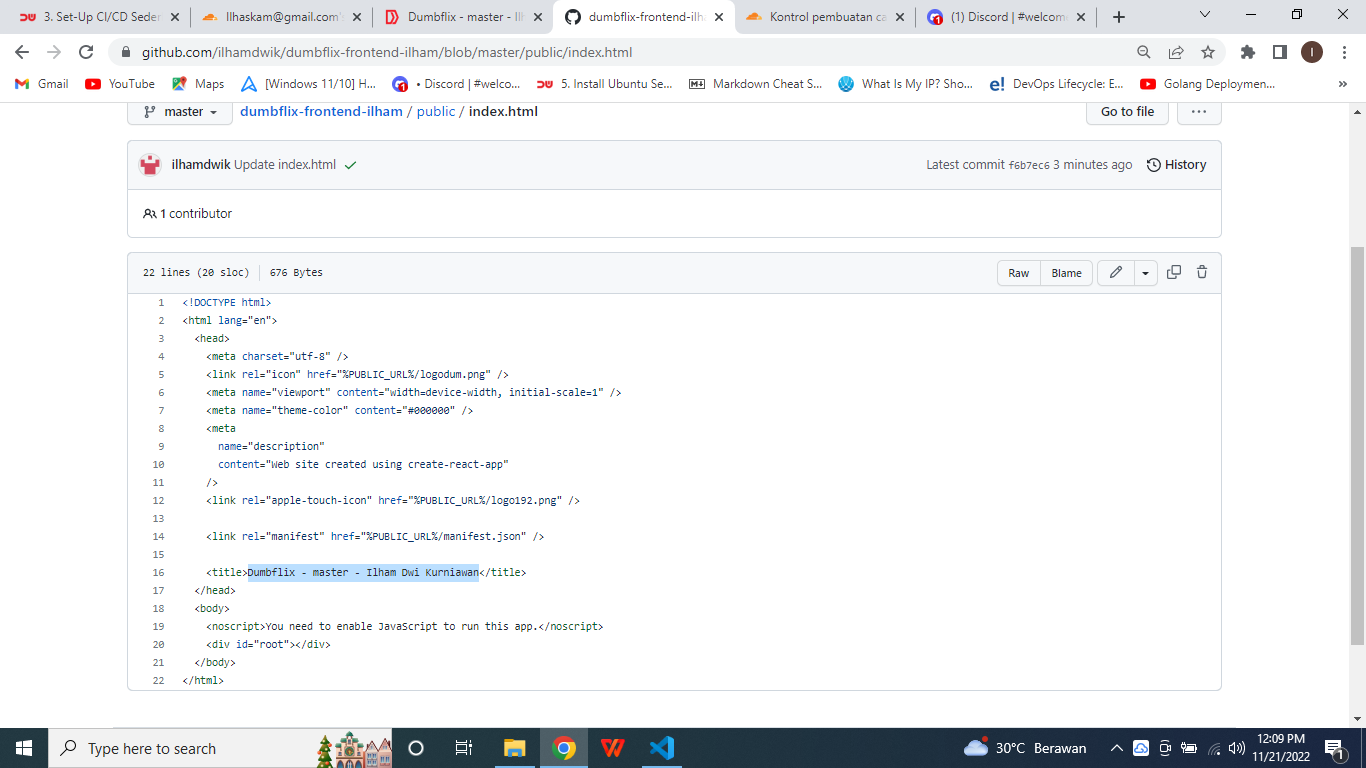 3. Set-Up CI/CD Seder
Ilhaskam@gmail.com'
Dumbflix - master - Ilh
dumbflix-frontend-ilh
Kontrol pembuatan ca
(1) Discord | #welcom
github.com/ilhamdwik/dumbflix-frontend-ilham/blob/master/public/index.html
I
Gmail
YouTube
Maps
[Windows 11/10] H...
• Discord | #welco...
5. Install Ubuntu Se...
Markdown Cheat S...
What Is My IP? Sho...
DevOps Lifecycle: E...
Golang Deploymen...
»
master
dumbflix-frontend-ilham / public / index.html
Go to file
...
ilhamdwik Update index.html
Latest commit f6b7ec6 3 minutes ago
History
1 contributor
22 lines (20 sloc)
676 Bytes
Raw
Blame
1 <!DOCTYPE html>
2 <html lang="en">
3 <head>
4 <meta charset="utf-8" />
5 <link rel="icon" href="%PUBLIC_URL%/logodum.png" />
6 <meta name="viewport" content="width=device-width, initial-scale=1" />
7 <meta name="theme-color" content="#000000" />
8 <meta
9 name="description"
10 content="Web site created using create-react-app"
11 />
12 <link rel="apple-touch-icon" href="%PUBLIC_URL%/logo192.png" />
13
14 <link rel="manifest" href="%PUBLIC_URL%/manifest.json" />
15
16 <title>Dumbflix - master - Ilham Dwi Kurniawan</title>
17 </head>
18 <body>
19 <noscript>You need to enable JavaScript to run this app.</noscript>
20 <div id="root"></div>
21 </body>
22 </html>
Type here to search
30°C Berawan
12:09 PM
11/21/2022
1